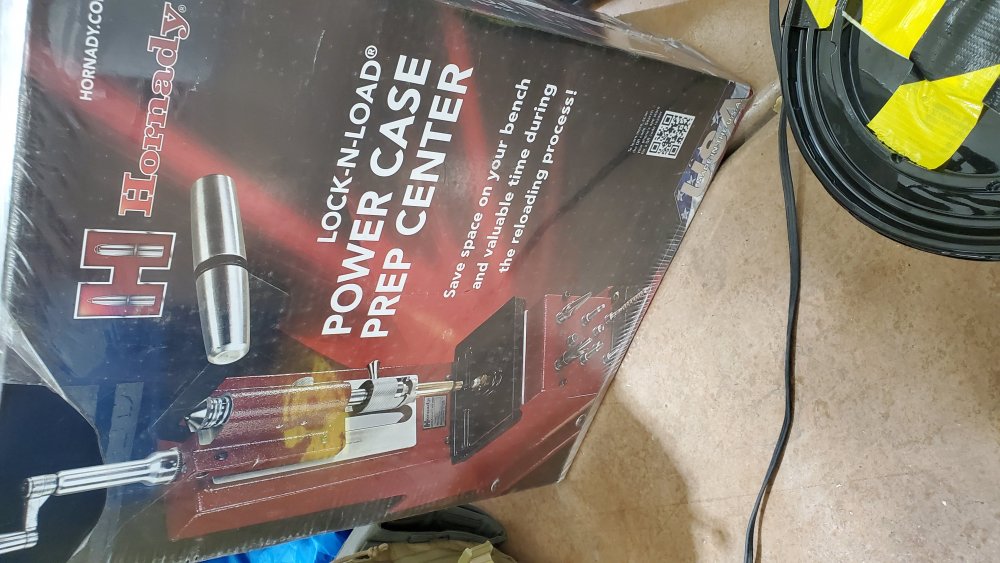 HORNADY.CO
Hornady®
H
LOCK-N-LOAD®
POWER CASE
PREP CENTER
Save space on your bench
and valuable time during
the reloading process!